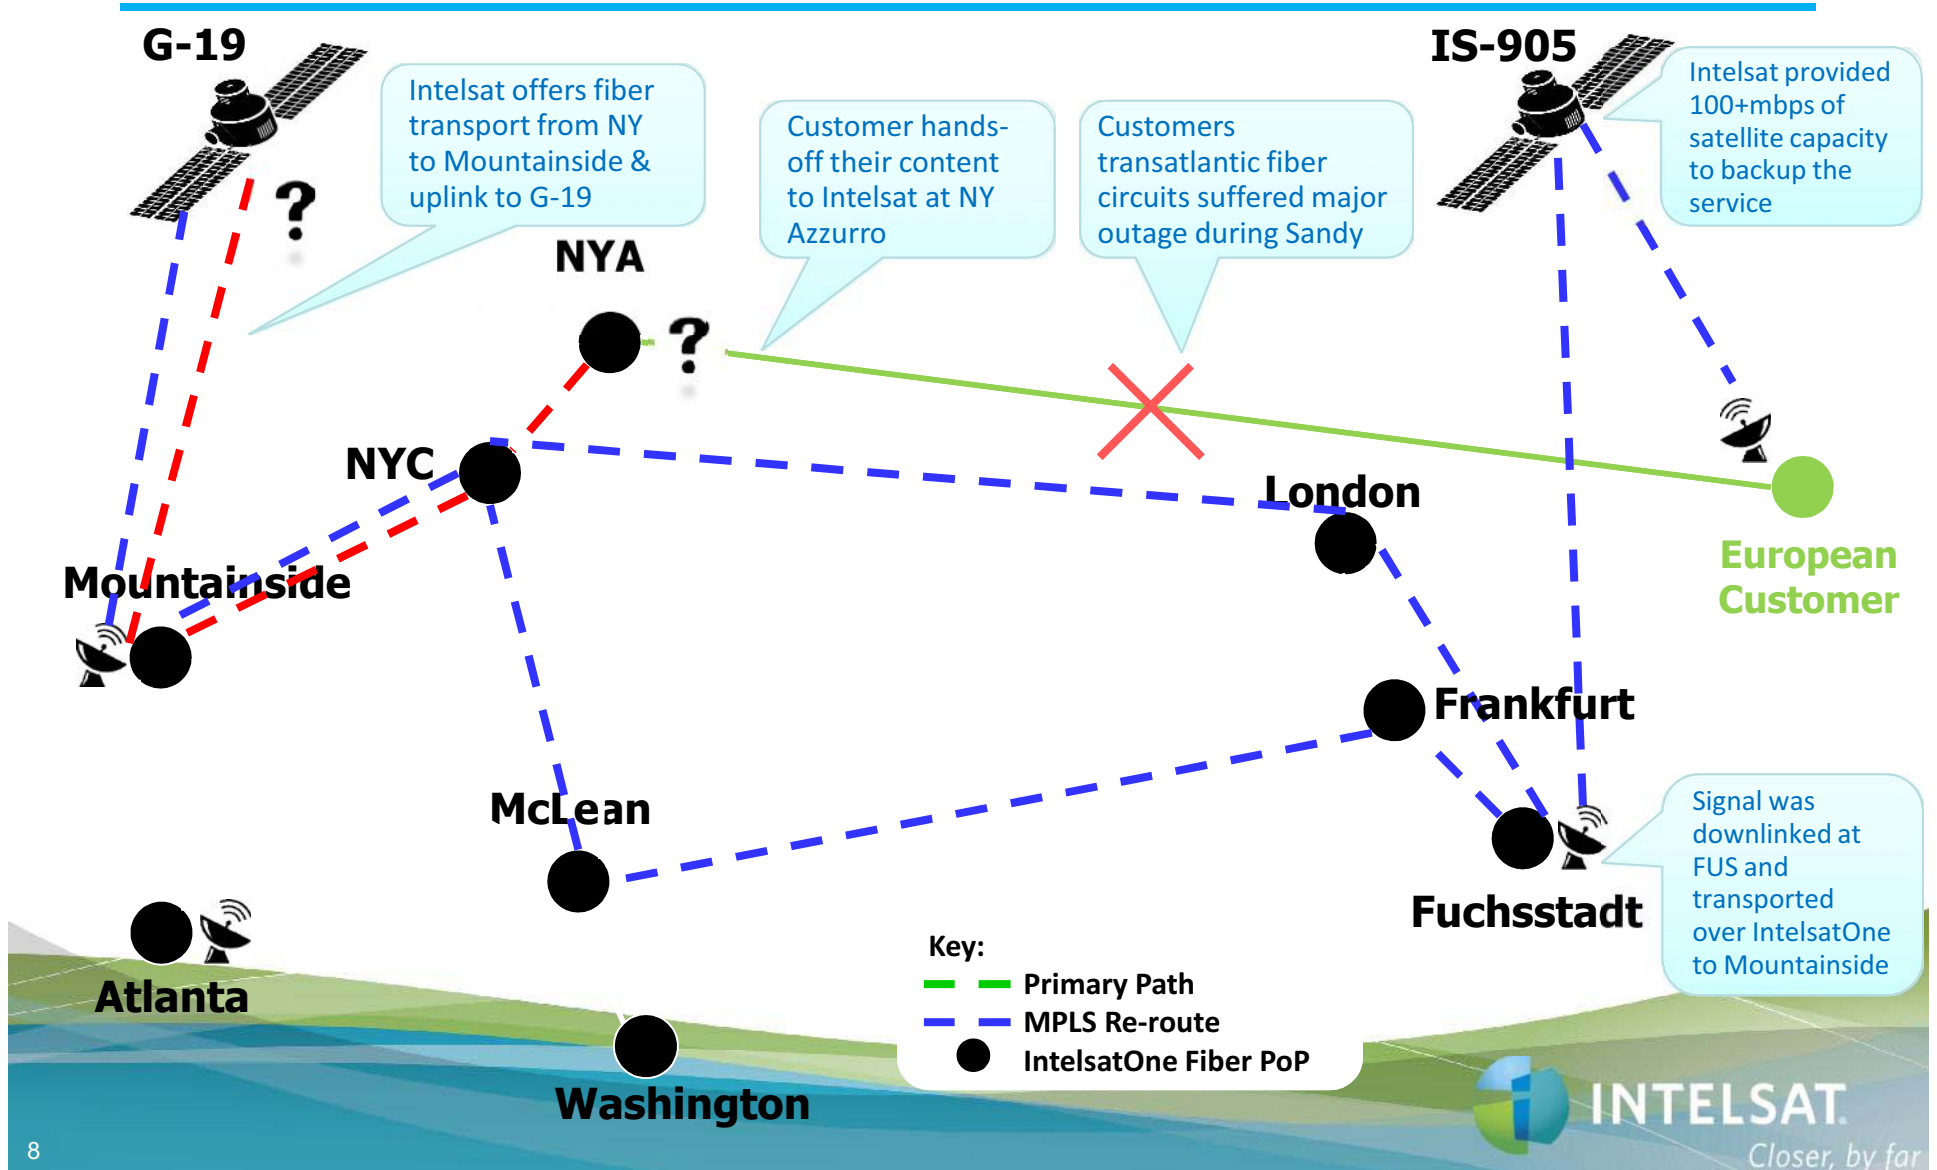 G-19
IS-905
Intelsat offers fiber
transport from NY
to Mountainside &
uplink to G-19
Customer hands-
off their content
to Intelsat at NY
Azzurro
Customers
transatlantic fiber
circuits suffered major
outage during Sandy
Intelsat provided
100+mbps of
satellite capacity
to backup the
service
?
NYA
?
NYC
London
European
Customer
Mountainside
Frankfurt
McLean
Fuchsstadt
Signal was
downlinked at
FUS and
transported
over IntelsatOne
to Mountainside
Atlanta
Washington
Key:
Primary Path
MPLS Re-route
IntelsatOne Fiber PoP
INTELSAT.
Closer, by far
8